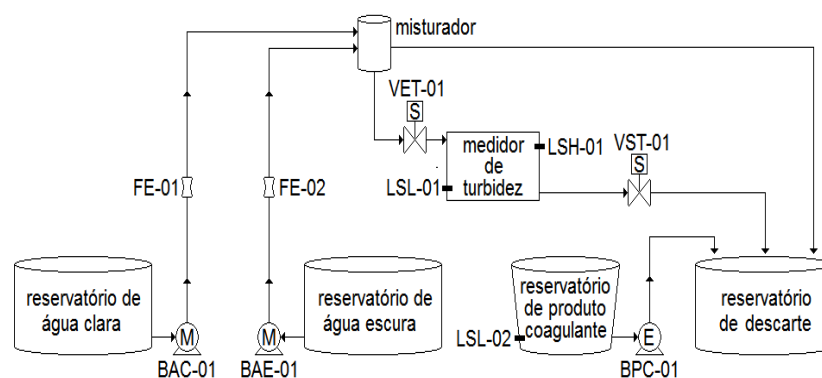 misturador
VET-01
S
VST-01
S
medidor
de
turbidez
LSH-01
LSL-01
FE-01
FE-02
reservatório de
água clara
M
BAC-01
M
BAE-01
reservatório de
água escura
reservatório
de produto
coagulante
LSL-02
E
BPC-01
reservatório
de descarte